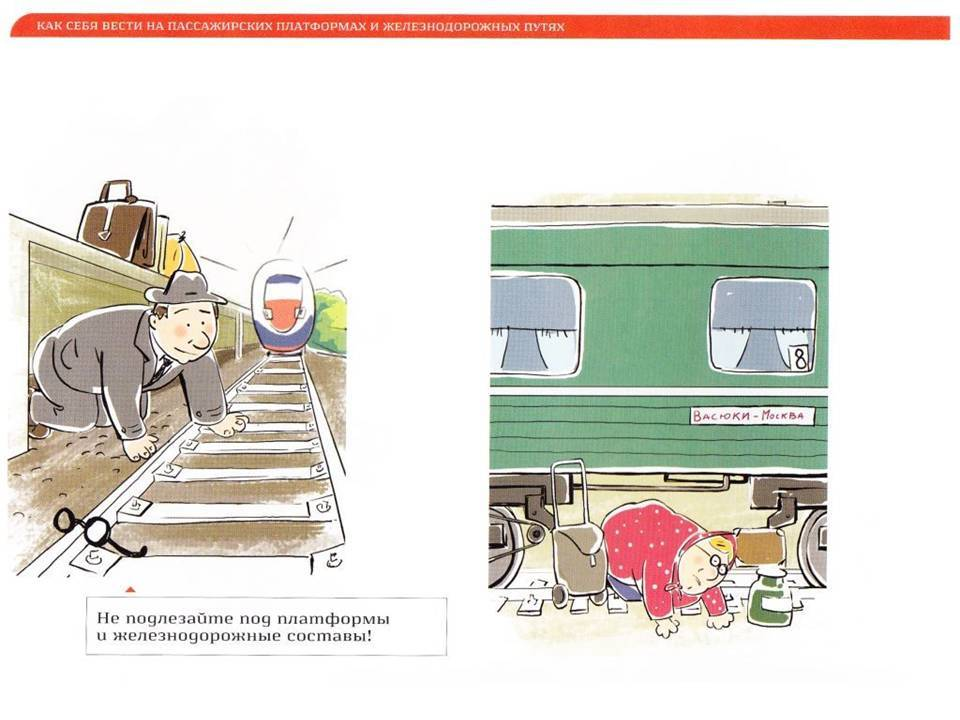 КАК СЕБЯ ВЕСТИ НА ПАССАЖИРСКИХ ПЛАТФОРМАХ И ЖЕЛЕЗНОДОРОЖНЫХ ПУТЯХ
8
ВАСЮКИ-МОСКВА
Не подлезайте под платформы
и железнодорожные составы!